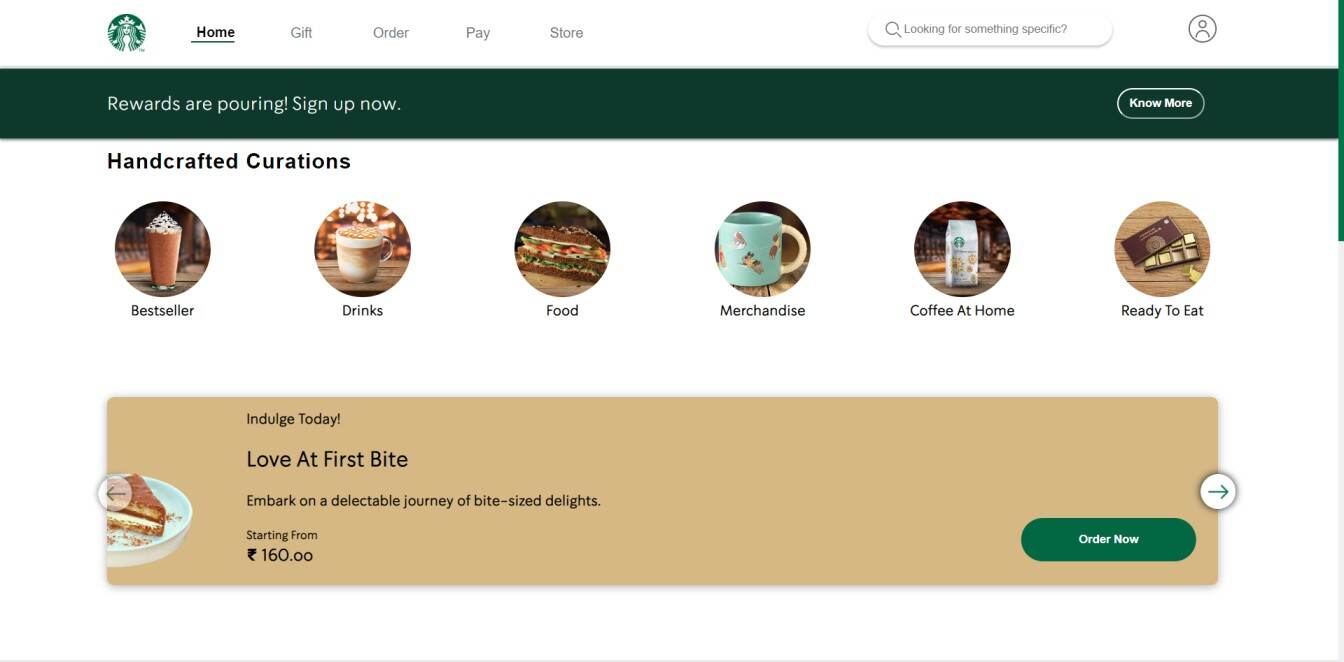 Home
Gift
Order
Pay
Store
Looking for something specific?
Rewards are pouring! Sign up now.
Know More
Handcrafted Curations
Bestseller
Drinks
Food
Merchandise
Coffee At Home
Ready To Eat
Indulge Today!
Love At First Bite
Embark on a delectable journey of bite-sized delights.
Starting From
₹ 160.00
Order Now